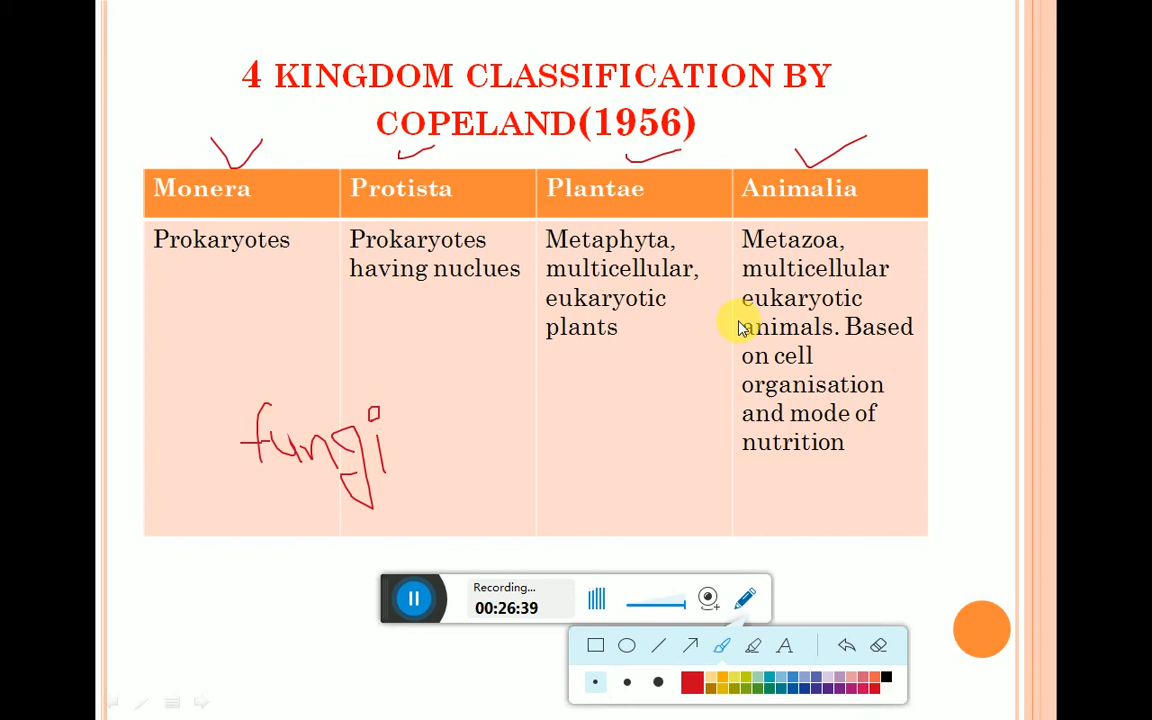 4 KINGDOM CLASSIFICATION BY
COPELAND(1956)
Monera
Protista
Plantae
Animalia
Prokaryotes
Prokaryotes
having nuclues
Metaphyta,
multicellular,
eukaryotic
plants
Metazoa,
multicellular
eukaryotic
animals. Based
on cell
organisation
and mode of
nutrition
fungi
Recording...
00:26:39
A